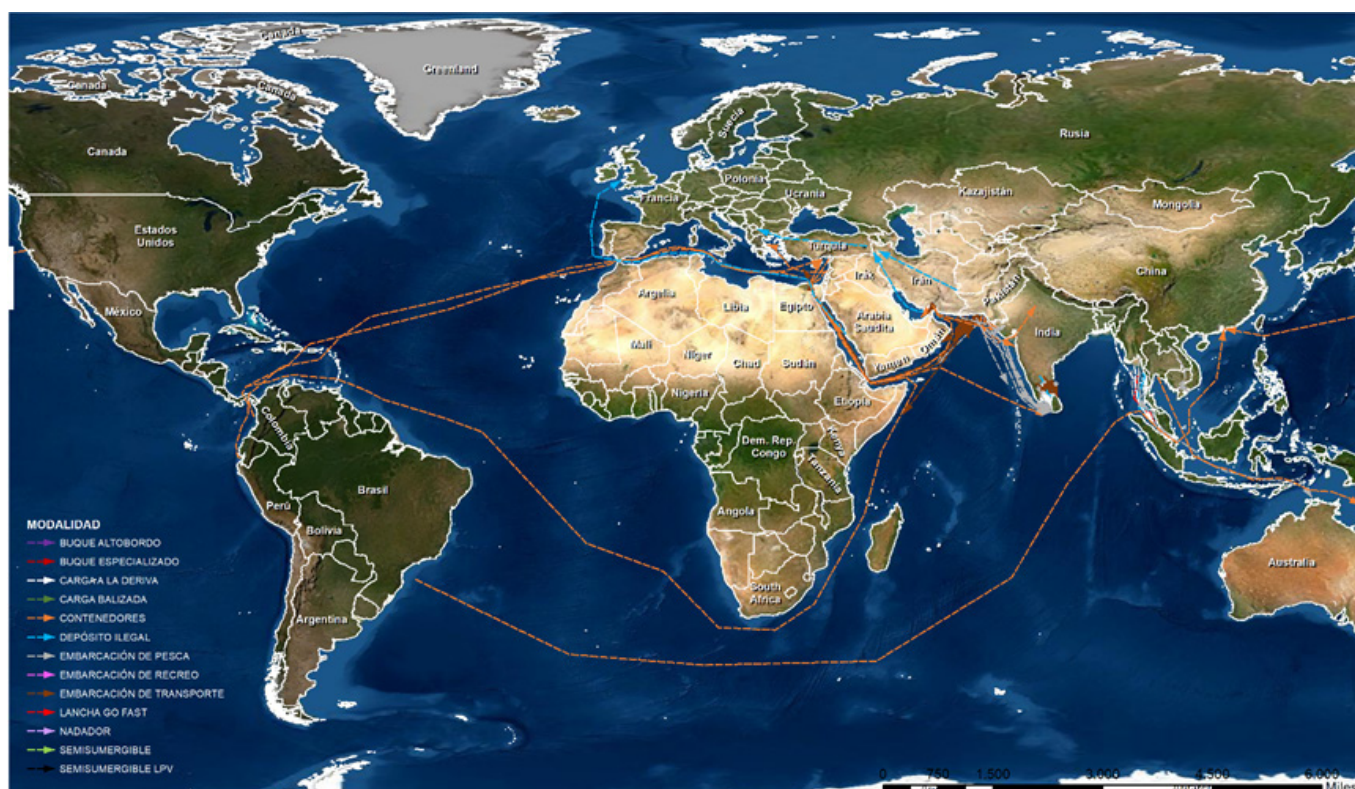 Canada
Canada
Canada
Canada
Greenland
Estados
Unidos
México
Colombia
Perú
Brasil
Bolivia
Argentina
Suecia
Polonia
Francia
Ucrania
Rusia
Kazajistán
Mongolia
China
Turquía
Irák
Irán
Pakistán
India
Argelia
Libia
Egipto
Arabia
Saudita
Yemen
Omán
Malí
Níger
Chad
Sudán
Nigeria
Etiopía
Dem. Rep.
Congo
Kenya
Tanzania
Angola
South
Africa
Australia
MODALIDAD
BUQUE ALTOBORDO
BUQUE ESPECIALIZADO
CARGA A LA DERIVA
CARGA BALIZADA
CONTENEDORES
DEPÓSITO ILEGAL
EMBARCACIÓN DE PESCA
EMBARCACIÓN DE RECREO
EMBARCACIÓN DE TRANSPORTE
LANCHA GO FAST
NADADOR
SEMISUMERGIBLE
SEMISUMERGIBLE LPV
0 750 1.500 3.000 4.500 6.000
Miles